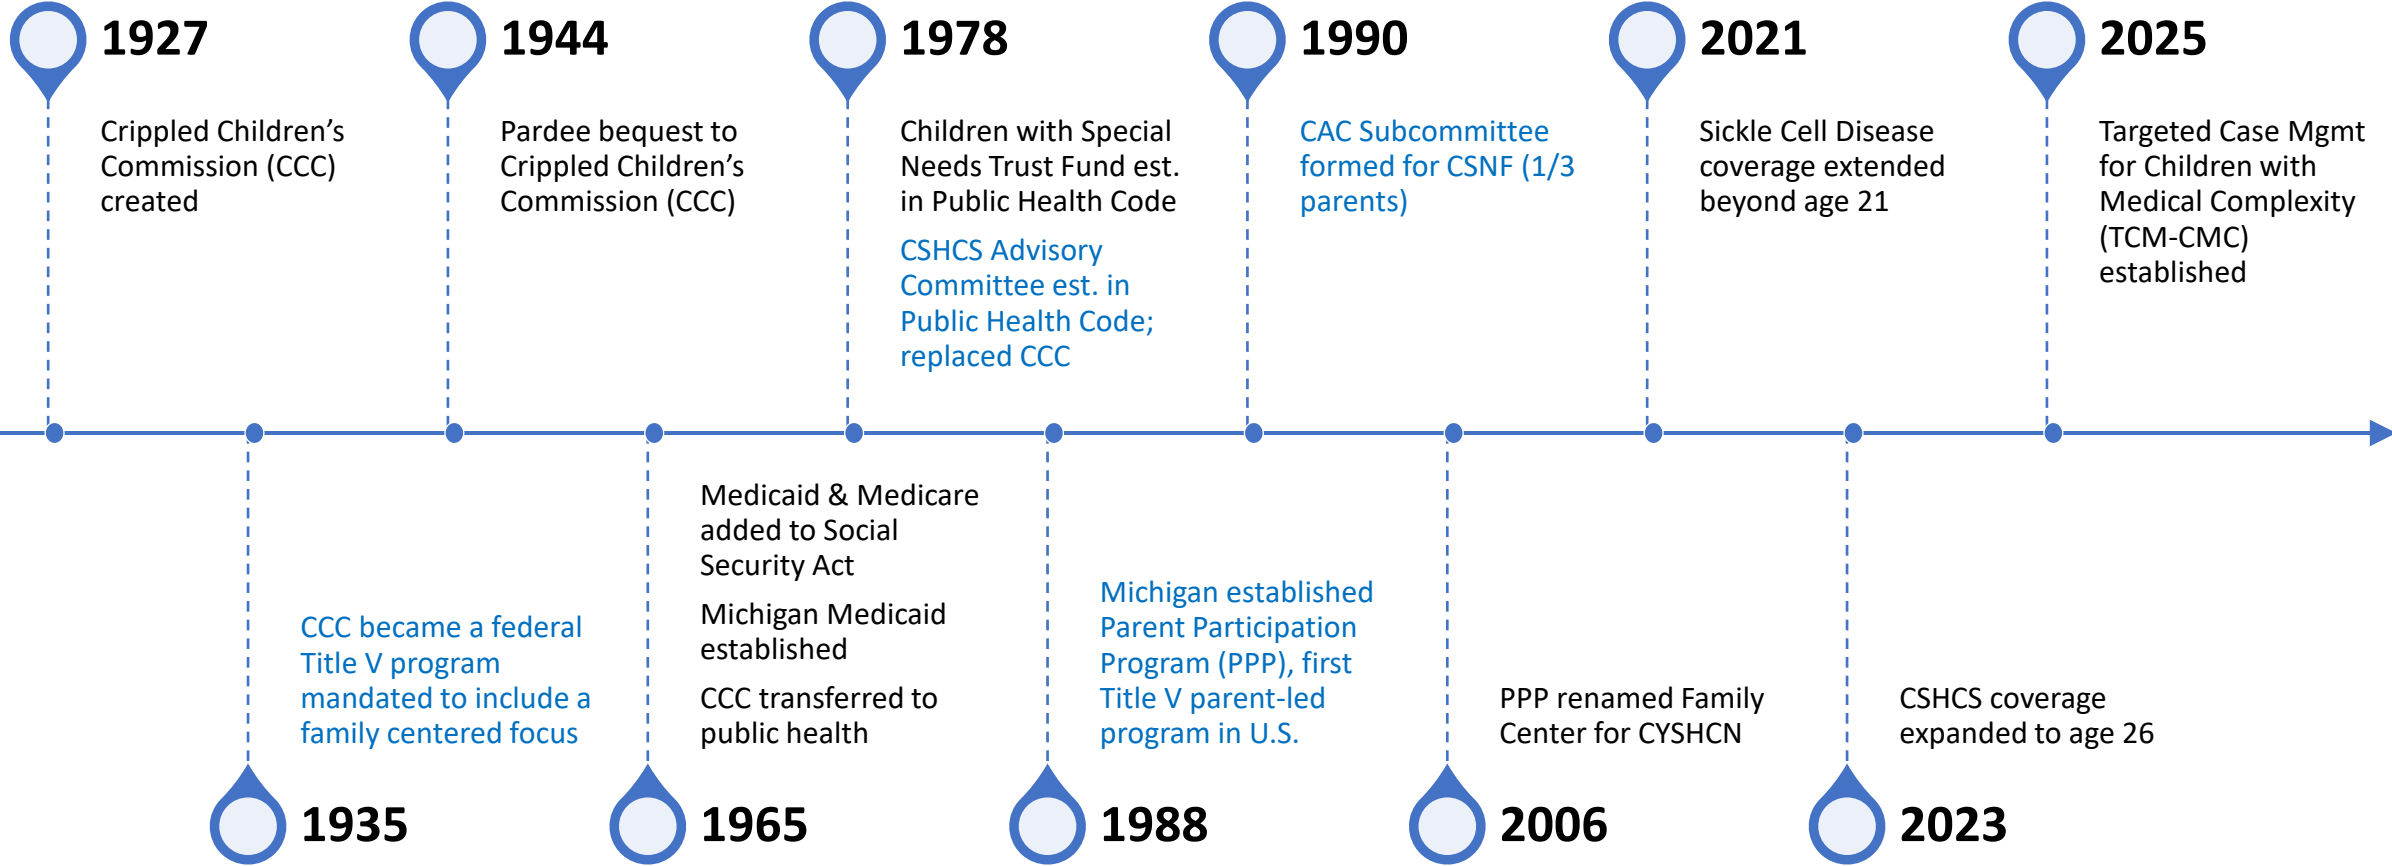 1927
Crippled Children’s
Commission (CCC)
created
1935
CCC became a federal
Title V program
mandated to include a
family centered focus
1944
Pardee bequest to
Crippled Children’s
Commission (CCC)
1965
Medicaid & Medicare
added to Social
Security Act
Michigan Medicaid
established
CCC transferred to
public health
1978
Children with Special
Needs Trust Fund est.
in Public Health Code
CSHCS Advisory
Committee est. in
Public Health Code;
replaced CCC
1988
Michigan established
Parent Participation
Program (PPP), first
Title V parent-led
program in U.S.
1990
CAC Subcommittee
formed for CSNF (1/3
parents)
2006
PPP renamed Family
Center for CYSHCN
2021
Sickle Cell Disease
coverage extended
beyond age 21
2023
CSHCS coverage
expanded to age 26
2025
Targeted Case Mgmt
for Children with
Medical Complexity
(TCM-CMC)
established